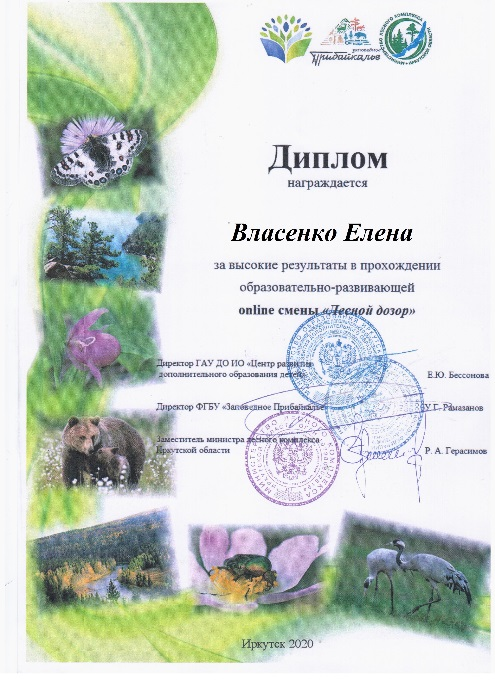 заповедное
Прибайкалье
Диплом
награждается
Власенко Елена
за высокие результаты в прохождении
образовательно-развивающей
online смены «Лесной дозор»
Директор ГАУ ДО ИО «Центр развития
дополнительного образования детей» Е.Ю. Бессонова
Директор ФГБУ «Заповедное Прибайкалье» У.Г. Рамазанов
Заместитель министра лесного комплекса
Иркутской области Р. А. Герасимов
Иркутск 2020